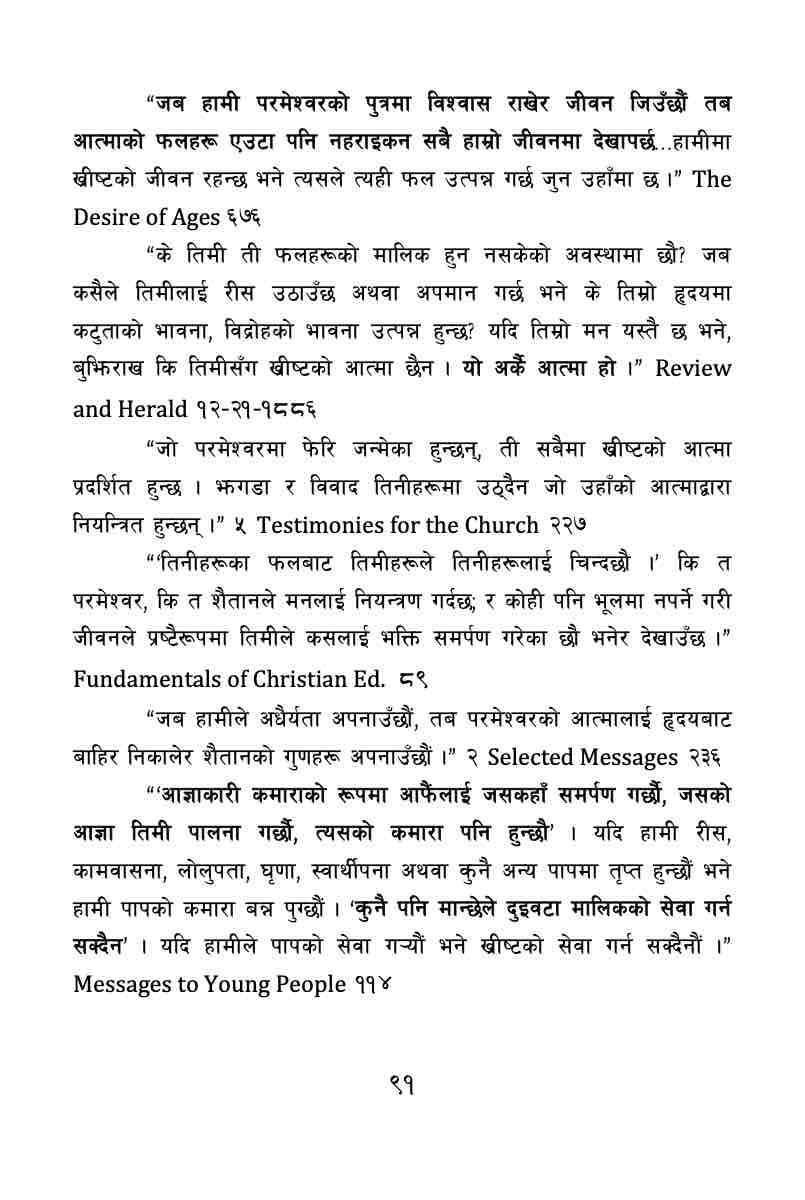 “जब हामी परमेश्वरको पुत्रमा विश्वास राखेर जीवन जिउँछौं तब
आत्माको फलहरू एउटा पनि नहराइकन सबै हाम्रो जीवनमा देखापर्छ...हामीमा
ख्रीष्टको जीवन रहन्छ भने त्यसले त्यही फल उत्पन्न गर्छ जुन उहाँमा छ ।” The
Desire of Ages ६७६
“के तिमी ती फलहरूको मालिक हुन नसकेको अवस्थामा छौ? जब
कसैले तिमीलाई रीस उठाउँछ अथवा अपमान गर्छ भने के तिम्रो हृदयमा
कटुताको भावना, विद्रोहको भावना उत्पन्न हुन्छ? यदि तिम्रो मन यस्तै छ भने,
बुझिराख कि तिमीसँग ख्रीष्टको आत्मा छैन । यो अर्कै आत्मा हो ।” Review
and Herald १२-२१-१८८६
“जो परमेश्वरमा फेरि जन्मेका हुन्छन्, ती सबैमा ख्रीष्टको आत्मा
प्रदर्शित हुन्छ । झगडा र विवाद तिनीहरूमा उठ्दैन जो उहाँको आत्माद्वारा
नियन्त्रित हुन्छन् ।” ५ Testimonies for the Church २२७
“‘तिनीहरूका फलबाट तिमीहरूले तिनीहरूलाई चिन्दछौ ।’ कि त
परमेश्वर, कि त शैतानले मनलाई नियन्त्रण गर्दछ; र कोही पनि भूलमा नपर्ने गरी
जीवनले प्रष्टैरूपमा तिमीले कसलाई भक्ति समर्पण गरेका छौ भनेर देखाउँछ ।”
Fundamentals of Christian Ed. ८९
“जब हामीले अधैर्यता अपनाउँछौं, तब परमेश्वरको आत्मालाई हृदयबाट
बाहिर निकालेर शैतानको गुणहरू अपनाउँछौं ।” २ Selected Messages २३६
“‘आज्ञाकारी कमाराको रूपमा आफैंलाई जसकहाँ समर्पण गर्छौ, जसको
आज्ञा तिमी पालना गर्छौ, त्यसको कमारा पनि हुन्छौ’ । यदि हामी रीस,
कामवासना, लोलुपता, घृणा, स्वार्थीपना अथवा कुनै अन्य पापमा तृप्त हुन्छौं भने
हामी पापको कमारा बन्न पुग्छौं । ‘कुनै पनि मान्छेले दुइवटा मालिकको सेवा गर्न
सक्दैन’ । यदि हामीले पापको सेवा गऱ्यौं भने ख्रीष्टको सेवा गर्न सक्दैनौं ।”
Messages to Young People ११४
९१